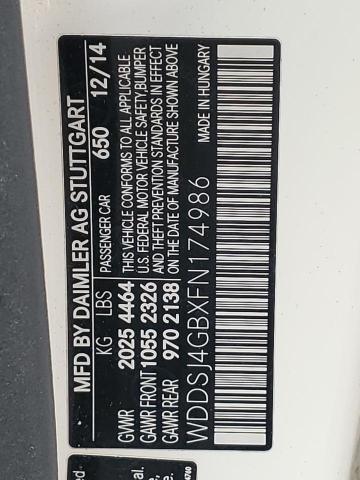 MFD BY DAIMLER AG STUTTGART
KG LBS PASSENGER CAR 650 12/14
GVWR 2025 4464 THIS VEHICLE CONFORMS TO ALL APPLICABLE
GAWR FRONT 1055 2326 U.S. FEDERAL MOTOR VEHICLE SAFETY,BUMPER
GAWR REAR 970 2138 AND THEFT PREVENTION STANDARDS IN EFFECT
ON THE DATE OF MANUFACTURE SHOWN ABOVE
WDDSJ4GBXFN174986 MADE IN HUNGARY